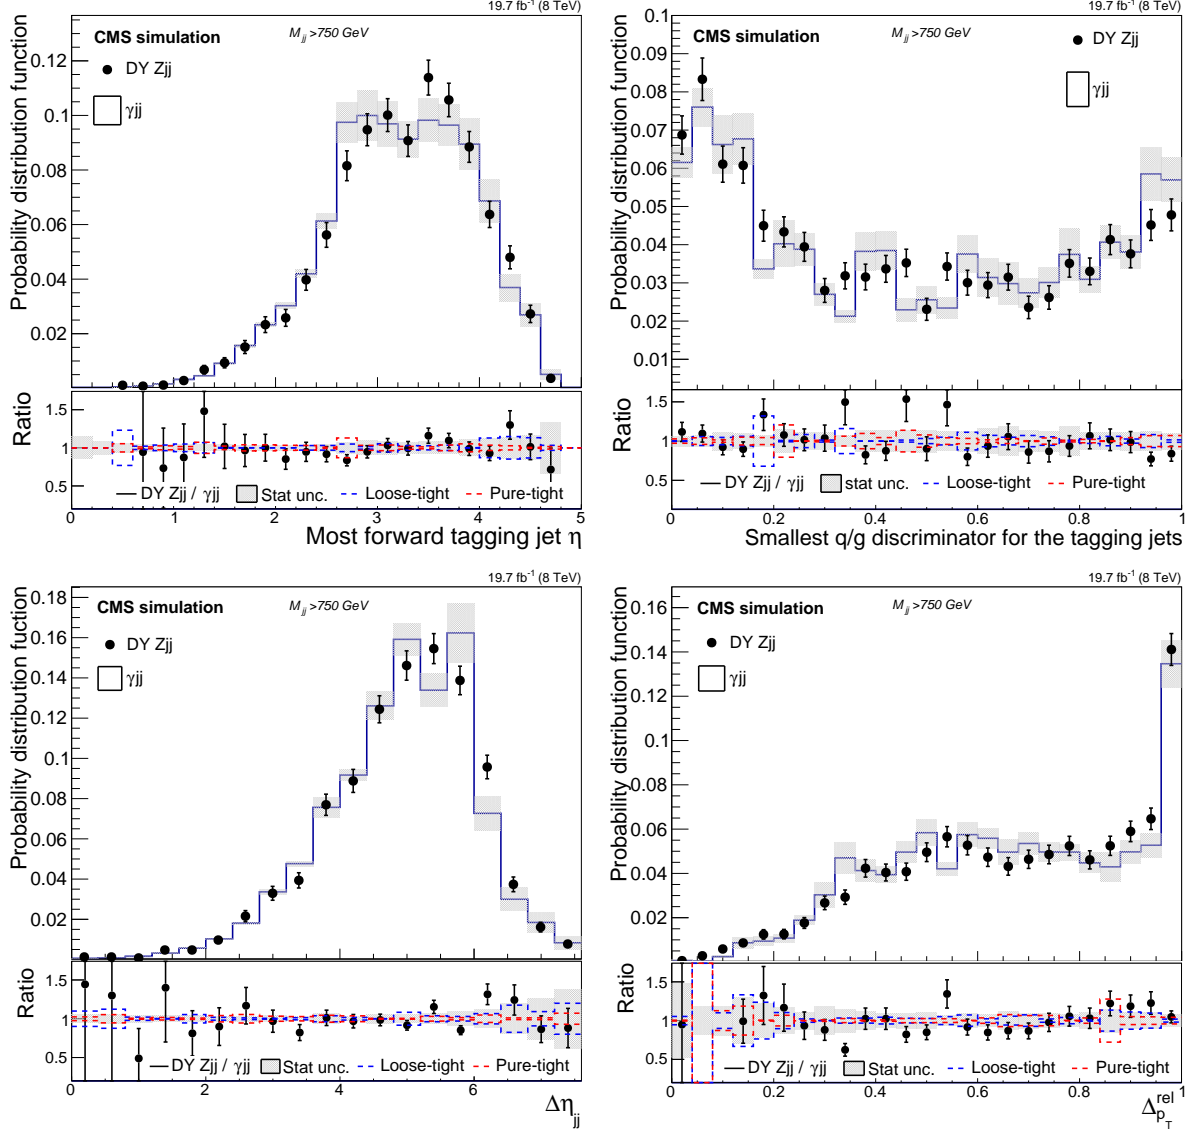 19.7 fb⁻¹ (8 TeV)
CMS simulation
M_jj >750 GeV
DY Zjj
γjj
Probability distribution function
0.12
0.1
0.08
0.06
0.04
0.02
Ratio
1.5
1
0.5
DY Zjj / γjj
Stat unc.
Loose-tight
Pure-tight
0 1 2 3 4 5
Most forward tagging jet η
19.7 fb⁻¹ (8 TeV)
CMS simulation
M_jj >750 GeV
DY Zjj
γjj
Probability distribution function
0.1
0.09
0.08
0.07
0.06
0.05
0.04
0.03
0.02
0.01
Ratio
1.5
1
0.5
DY Zjj / γjj
stat unc.
Loose-tight
Pure-tight
0 0.2 0.4 0.6 0.8 1
Smallest q/g discriminator for the tagging jets
19.7 fb⁻¹ (8 TeV)
CMS simulation
M_jj >750 GeV
DY Zjj
γjj
Probability distribution fuction
0.18
0.16
0.14
0.12
0.1
0.08
0.06
0.04
0.02
Ratio
1.5
1
0.5
DY Zjj / γjj
Stat unc.
Loose-tight
Pure-tight
0 2 4 6
Δη_jj
19.7 fb⁻¹ (8 TeV)
CMS simulation
M_jj >750 GeV
DY Zjj
γjj
Probability distribution function
0.16
0.14
0.12
0.1
0.08
0.06
0.04
0.02
Ratio
1.5
1
0.5
DY Zjj / γjj
Stat unc.
Loose-tight
Pure-tight
0 0.2 0.4 0.6 0.8 1
Δ_{p_T}^{rel}